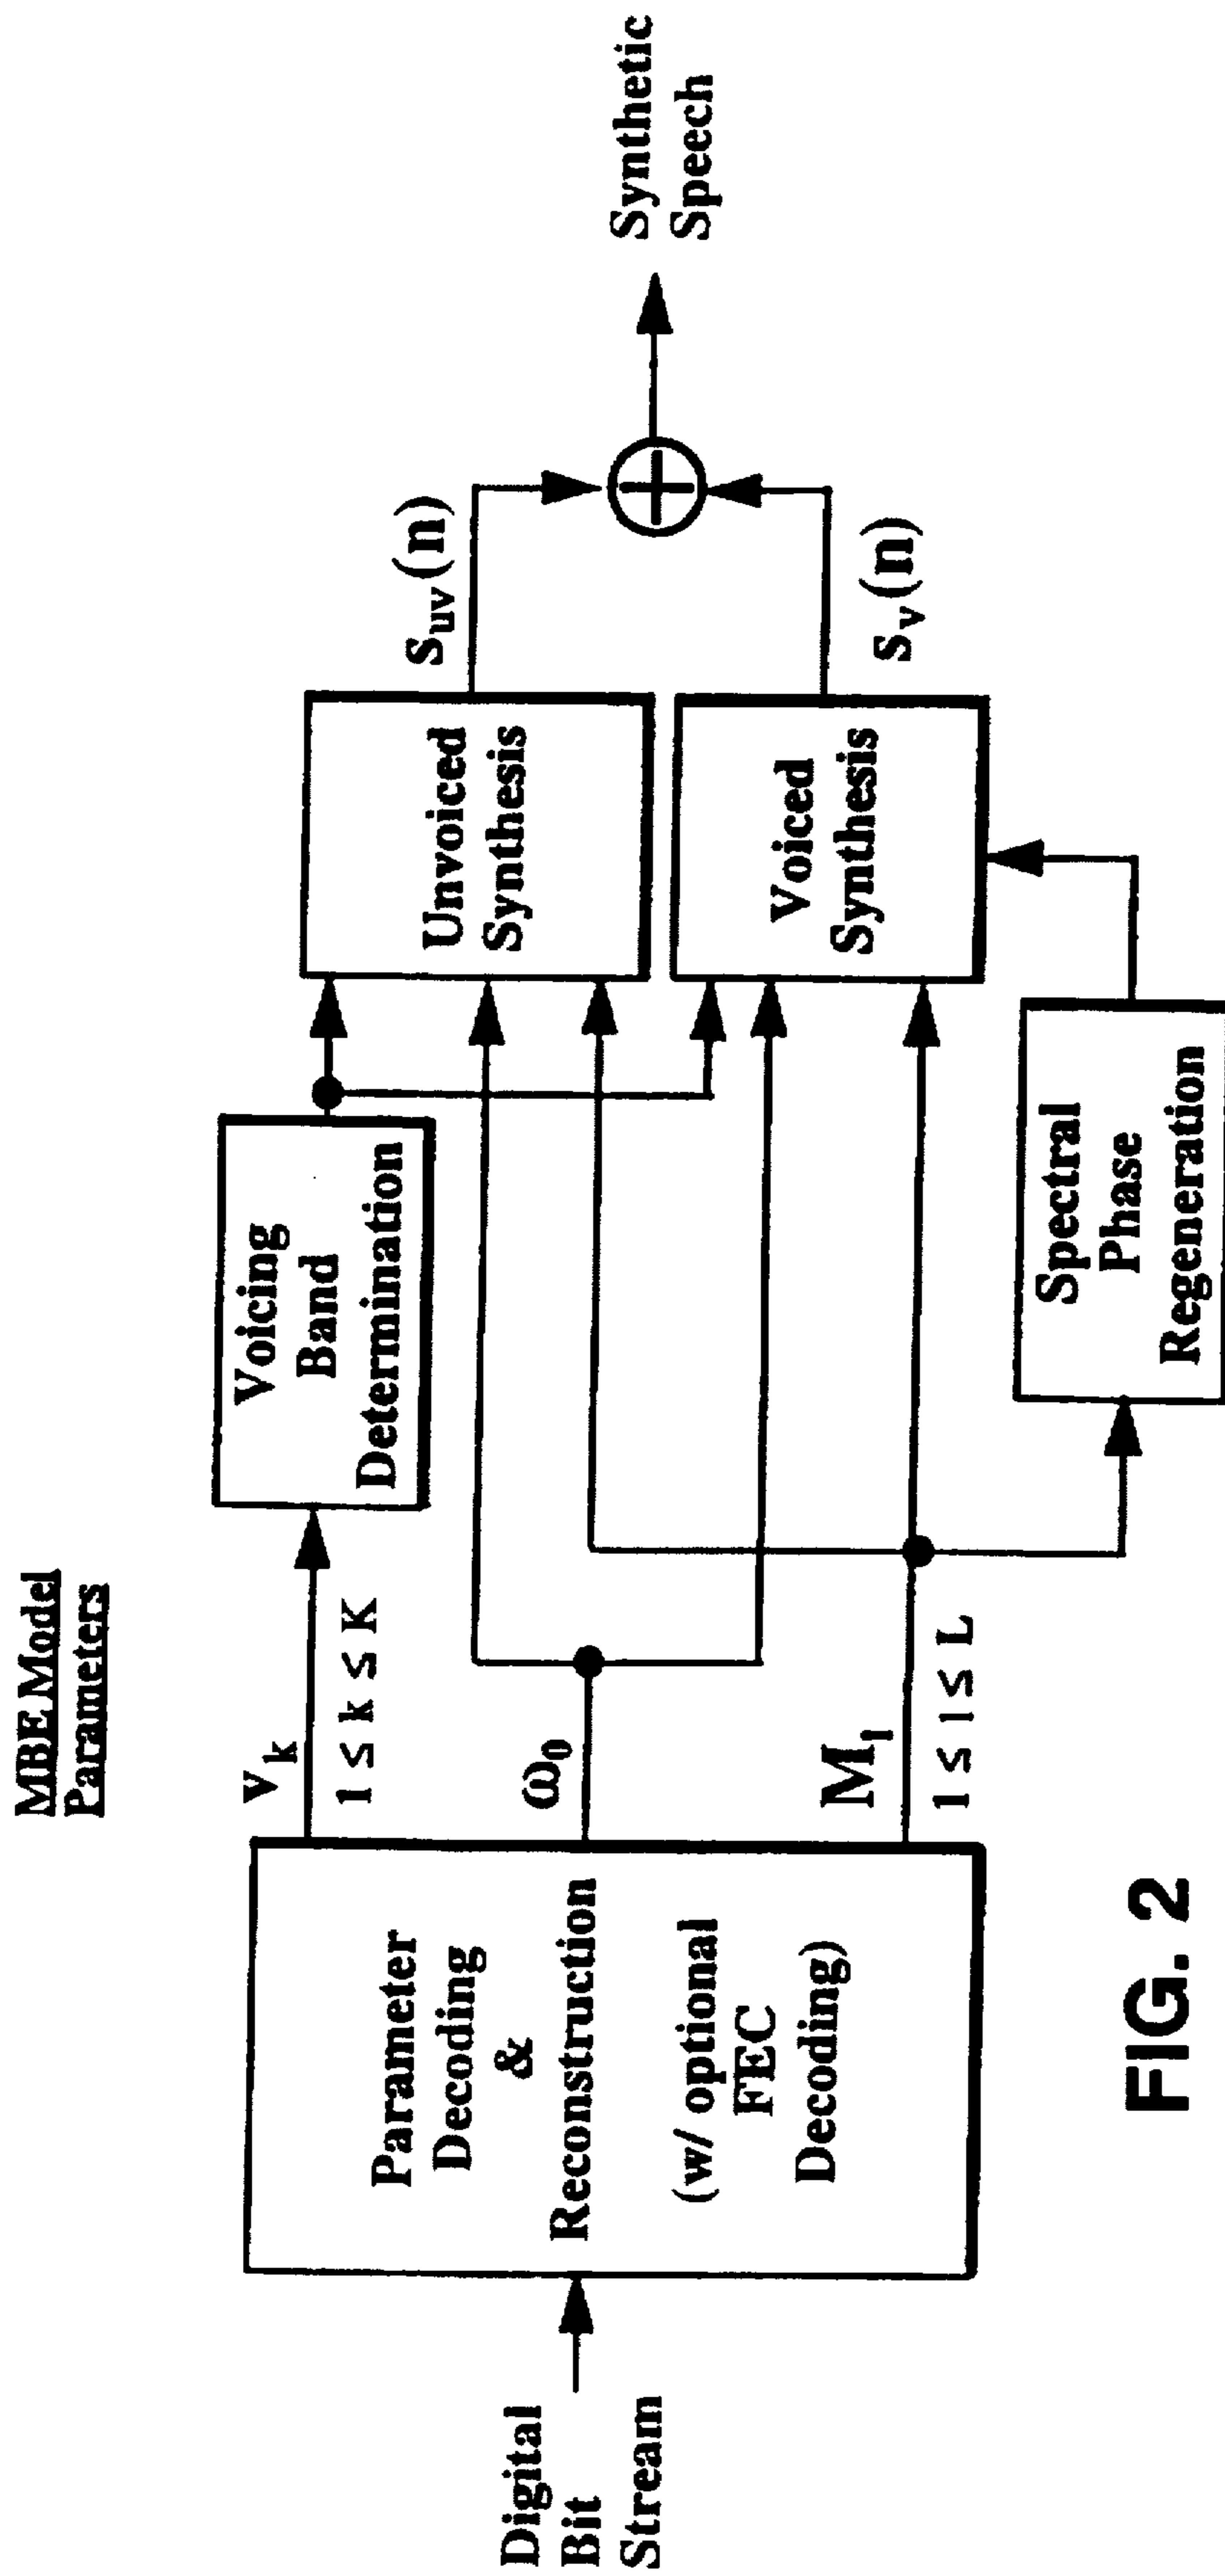 MBE Model
Parameters
Digital
Bit
Stream
Parameter
Decoding
&
Reconstruction
(w/ optional
FEC
Decoding)
v_k
1 ≤ k ≤ K
ω_0
M_l
1 ≤ l ≤ L
Voicing
Band
Determination
Spectral
Phase
Regeneration
Unvoiced
Synthesis
Voiced
Synthesis
s_uv(n)
s_v(n)
+
Synthetic
Speech
FIG. 2